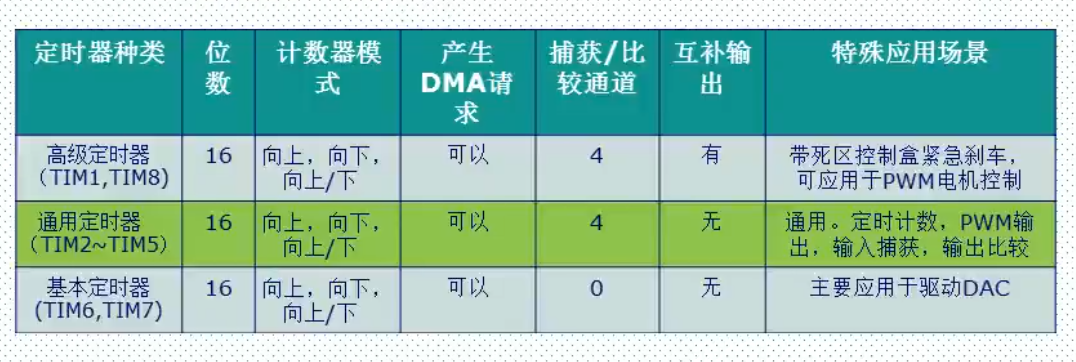 定时器种类 位数 计数器模式 产生DMA请求 捕获/比较通道 互补输出 特殊应用场景
高级定时器(TIM1,TIM8) 16 向上，向下，向上/下 可以 4 有 带死区控制盒紧急刹车，可应用于PWM电机控制
通用定时器(TIM2~TIM5) 16 向上，向下，向上/下 可以 4 无 通用。定时计数，PWM输出，输入捕获，输出比较
基本定时器(TIM6,TIM7) 16 向上，向下，向上/下 可以 0 无 主要应用于驱动DAC